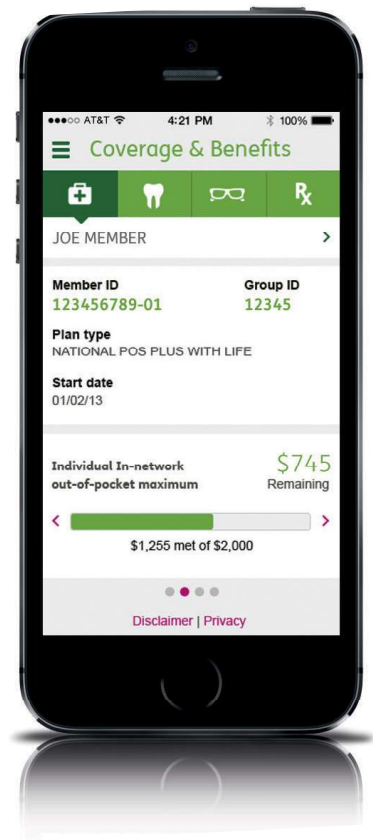 AT&T 4:21 PM 100%
Coverage & Benefits
Rx
JOE MEMBER
Member ID Group ID
123456789-01 12345
Plan type
NATIONAL POS PLUS WITH LIFE
Start date
01/02/13
Individual In-network $745
out-of-pocket maximum Remaining
$1,255 met of $2,000
Disclaimer | Privacy